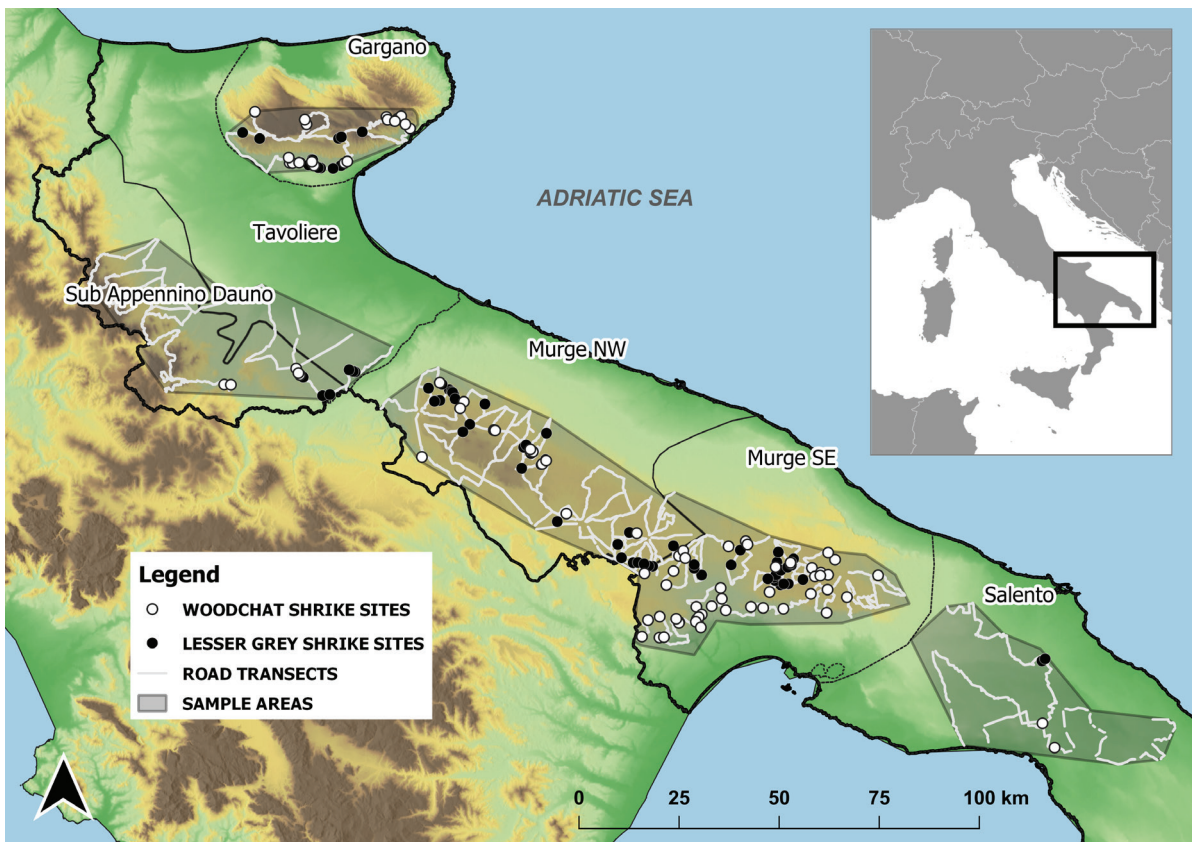 Gargano
ADRIATIC SEA
Tavoliere
Sub Appennino Dauno
Murge NW
Murge SE
Salento
Legend
WOODCHAT SHRIKE SITES
LESSER GREY SHRIKE SITES
ROAD TRANSECTS
SAMPLE AREAS
0 25 50 75 100 km